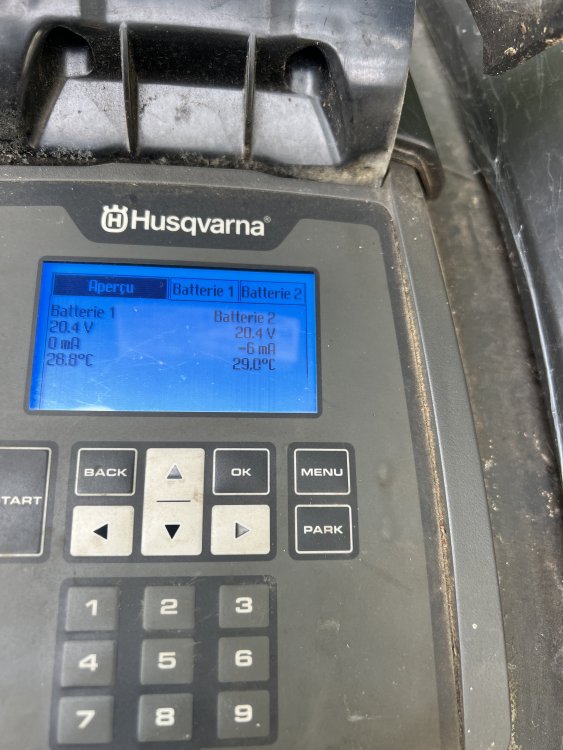 Husqvarna®
Aperçu Batterie 1 Batterie 2
Batterie 1 Batterie 2
20.4 V 20.4 V
0 mA -6 mA
28.8°C 29.0°C
BACK OK MENU
TART
PARK
1 2 3
4 5 6
7 8 9